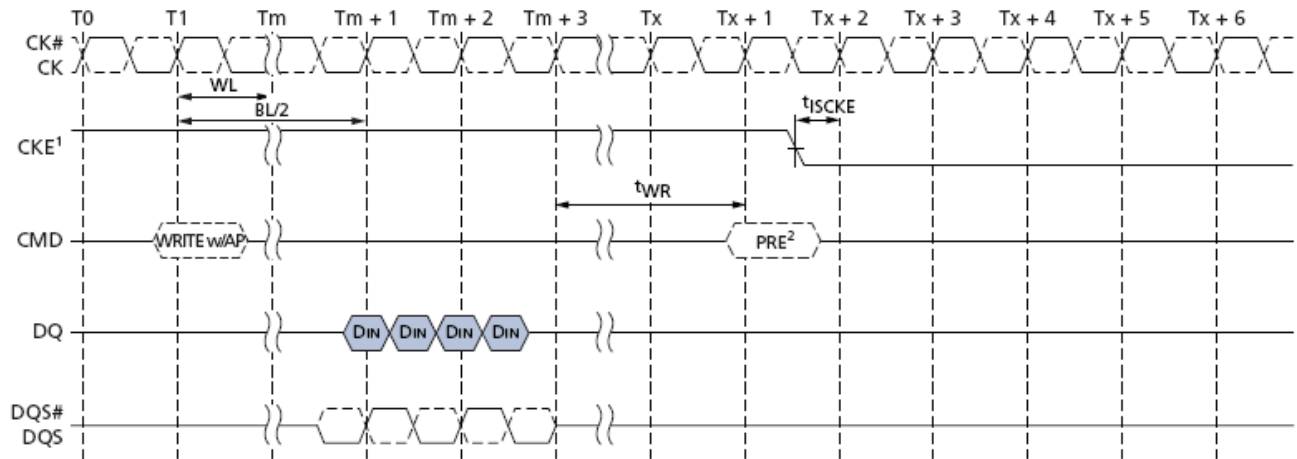 T0 T1 Tm Tm + 1 Tm + 2 Tm + 3 Tx Tx + 1 Tx + 2 Tx + 3 Tx + 4 Tx + 5 Tx + 6
CK#
CK
WL
BL/2
tISCKE
CKE1
tWR
CMD WRITE w/AP PRE2
DQ DIN DIN DIN DIN
DQS#
DQS